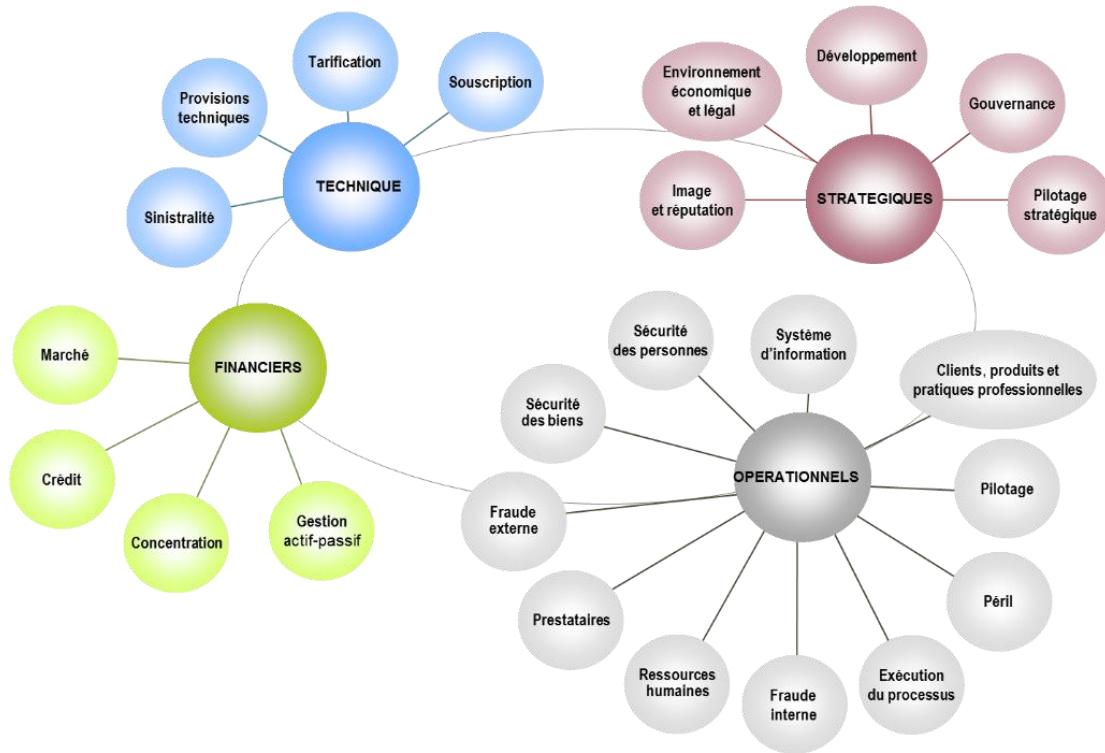 Tarification
Souscription
Provisions
techniques
TECHNIQUE
Sinistralité
Développement
Environnement
économique
et légal
Gouvernance
Image
et réputation
STRATEGIQUES
Pilotage
stratégique
Marché
FINANCIERS
Crédit
Concentration
Gestion
actif-passif
Sécurité
des personnes
Système
d'information
Clients, produits et
pratiques professionnelles
Sécurité
des biens
OPERATIONNELS
Pilotage
Fraude
externe
Péril
Prestataires
Ressources
humaines
Fraude
interne
Exécution
du processus